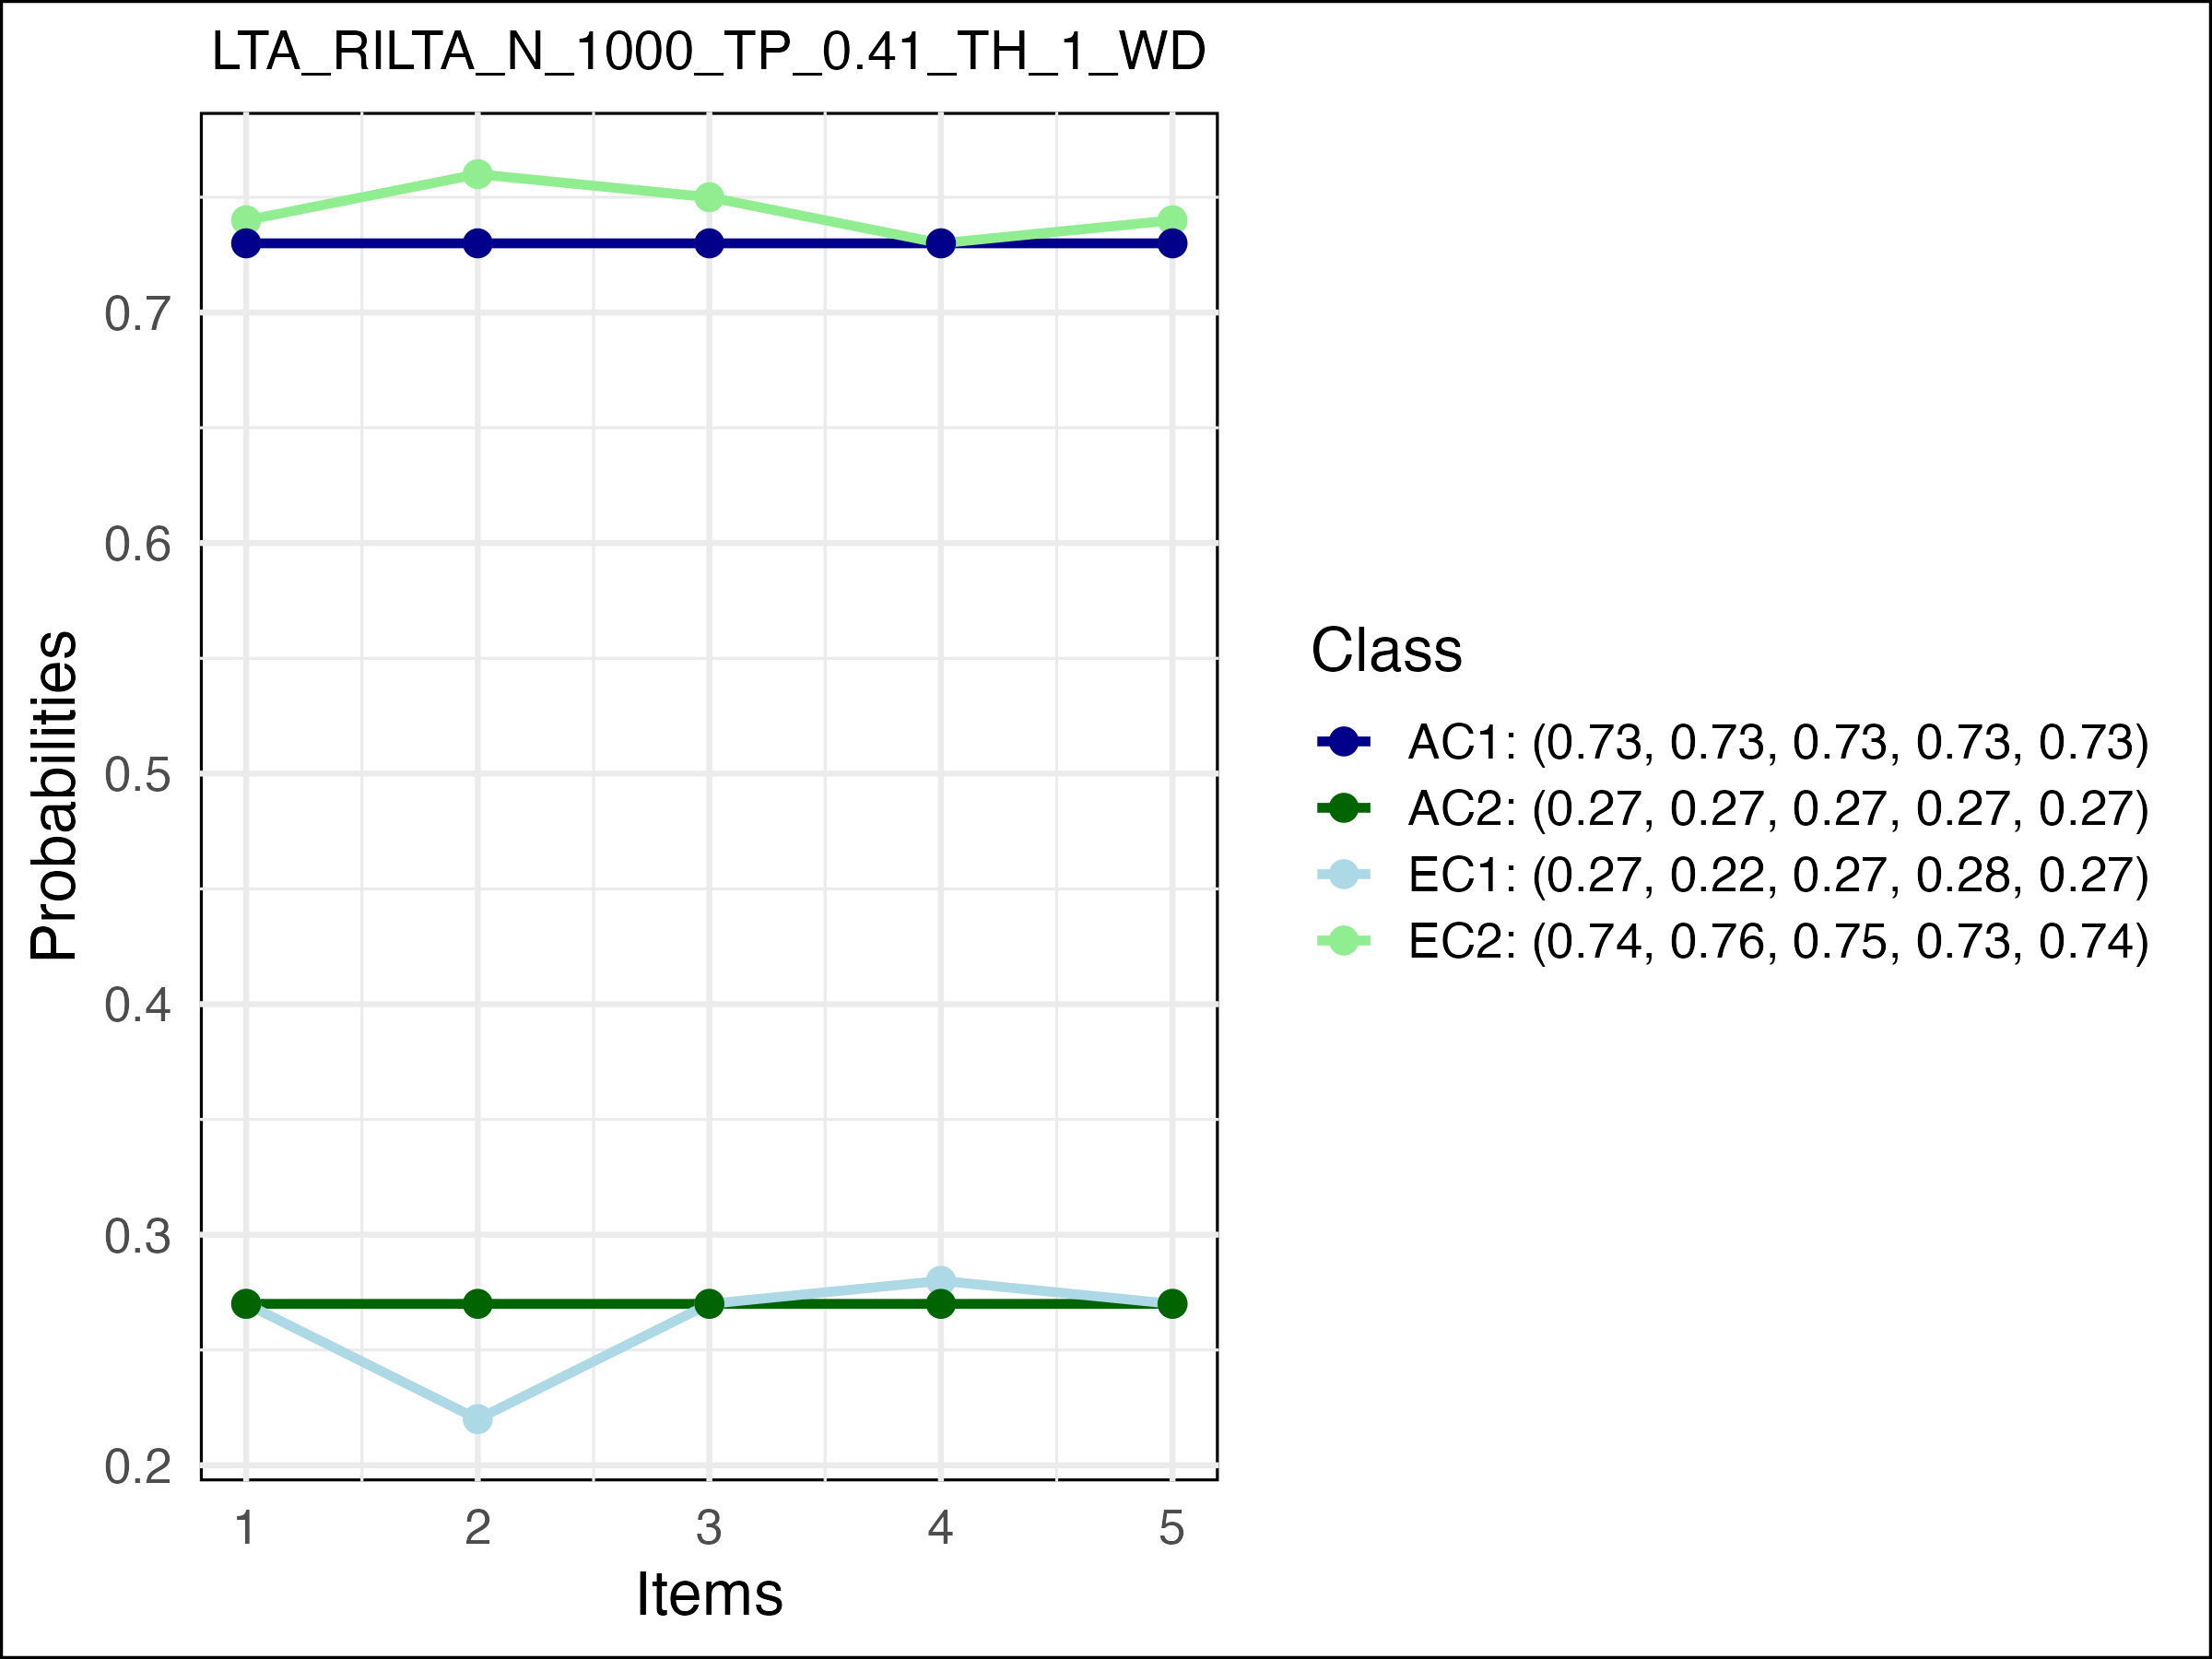 LTA_RILTA_N_1000_TP_0.41_TH_1_WD
0.7
0.6
0.5
0.4
0.3
0.2
Probabilities
1 2 3 4 5
Items
Class
AC1: (0.73, 0.73, 0.73, 0.73, 0.73)
AC2: (0.27, 0.27, 0.27, 0.27, 0.27)
EC1: (0.27, 0.22, 0.27, 0.28, 0.27)
EC2: (0.74, 0.76, 0.75, 0.73, 0.74)